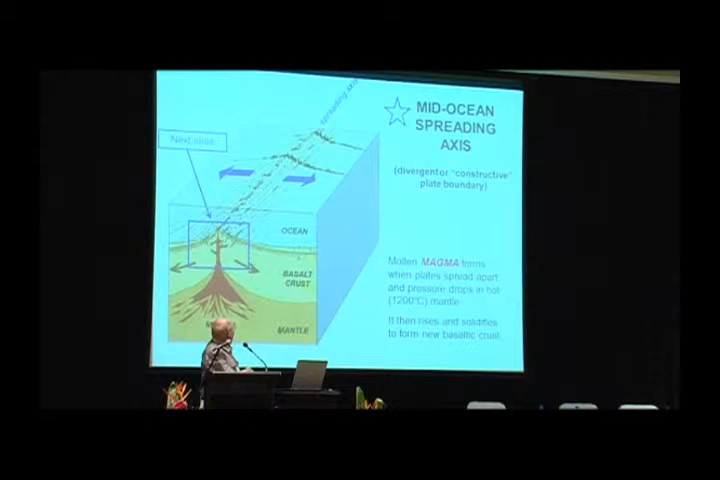 spreading axis
MID-OCEAN
SPREADING
AXIS
Next slide
(divergent or "constructive"
plate boundary)
OCEAN
BASALT
CRUST
MANTLE
Molten MAGMA forms
when plates spread apart
and pressure drops in hot
(1200°C) mantle
It then rises and solidifies
to form new basaltic crust